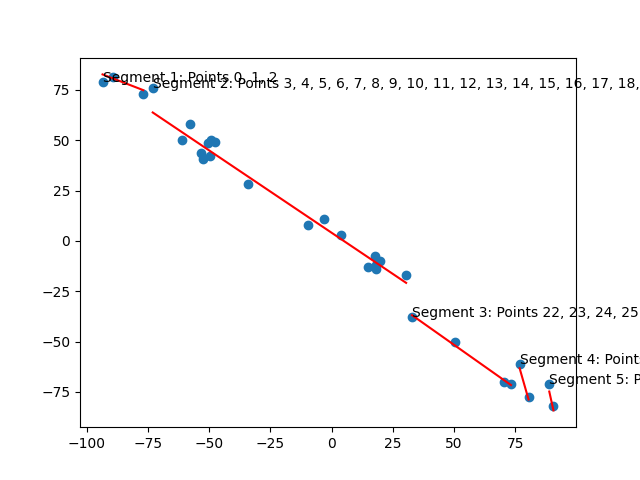 Segment 1: Points 0, 1, 2
Segment 2: Points 3, 4, 5, 6, 7, 8, 9, 10, 11, 12, 13, 14, 15, 16, 17, 18,
75
50
25
0
Segment 3: Points 22, 23, 24, 25
−25
−50
Segment 4: Points
Segment 5: P
−75
−100 −75 −50 −25 0 25 50 75